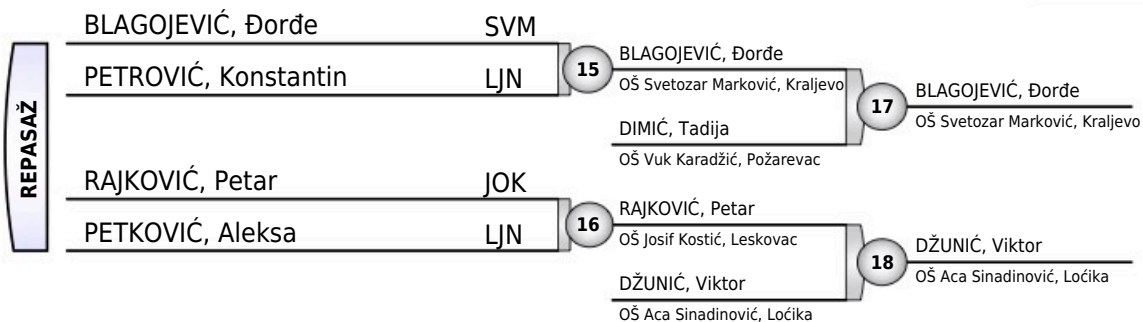 REPASAŽ
BLAGOJEVIĆ, Đorđe SVM
PETROVIĆ, Konstantin LJN
15
BLAGOJEVIĆ, Đorđe
OŠ Svetozar Marković, Kraljevo
DIMIĆ, Tadija
OŠ Vuk Karadžić, Požarevac
17
BLAGOJEVIĆ, Đorđe
OŠ Svetozar Marković, Kraljevo
RAJKOVIĆ, Petar JOK
PETKOVIĆ, Aleksa LJN
16
RAJKOVIĆ, Petar
OŠ Josif Kostić, Leskovac
DŽUNIĆ, Viktor
OŠ Aca Sinadinović, Loćika
18
DŽUNIĆ, Viktor
OŠ Aca Sinadinović, Loćika